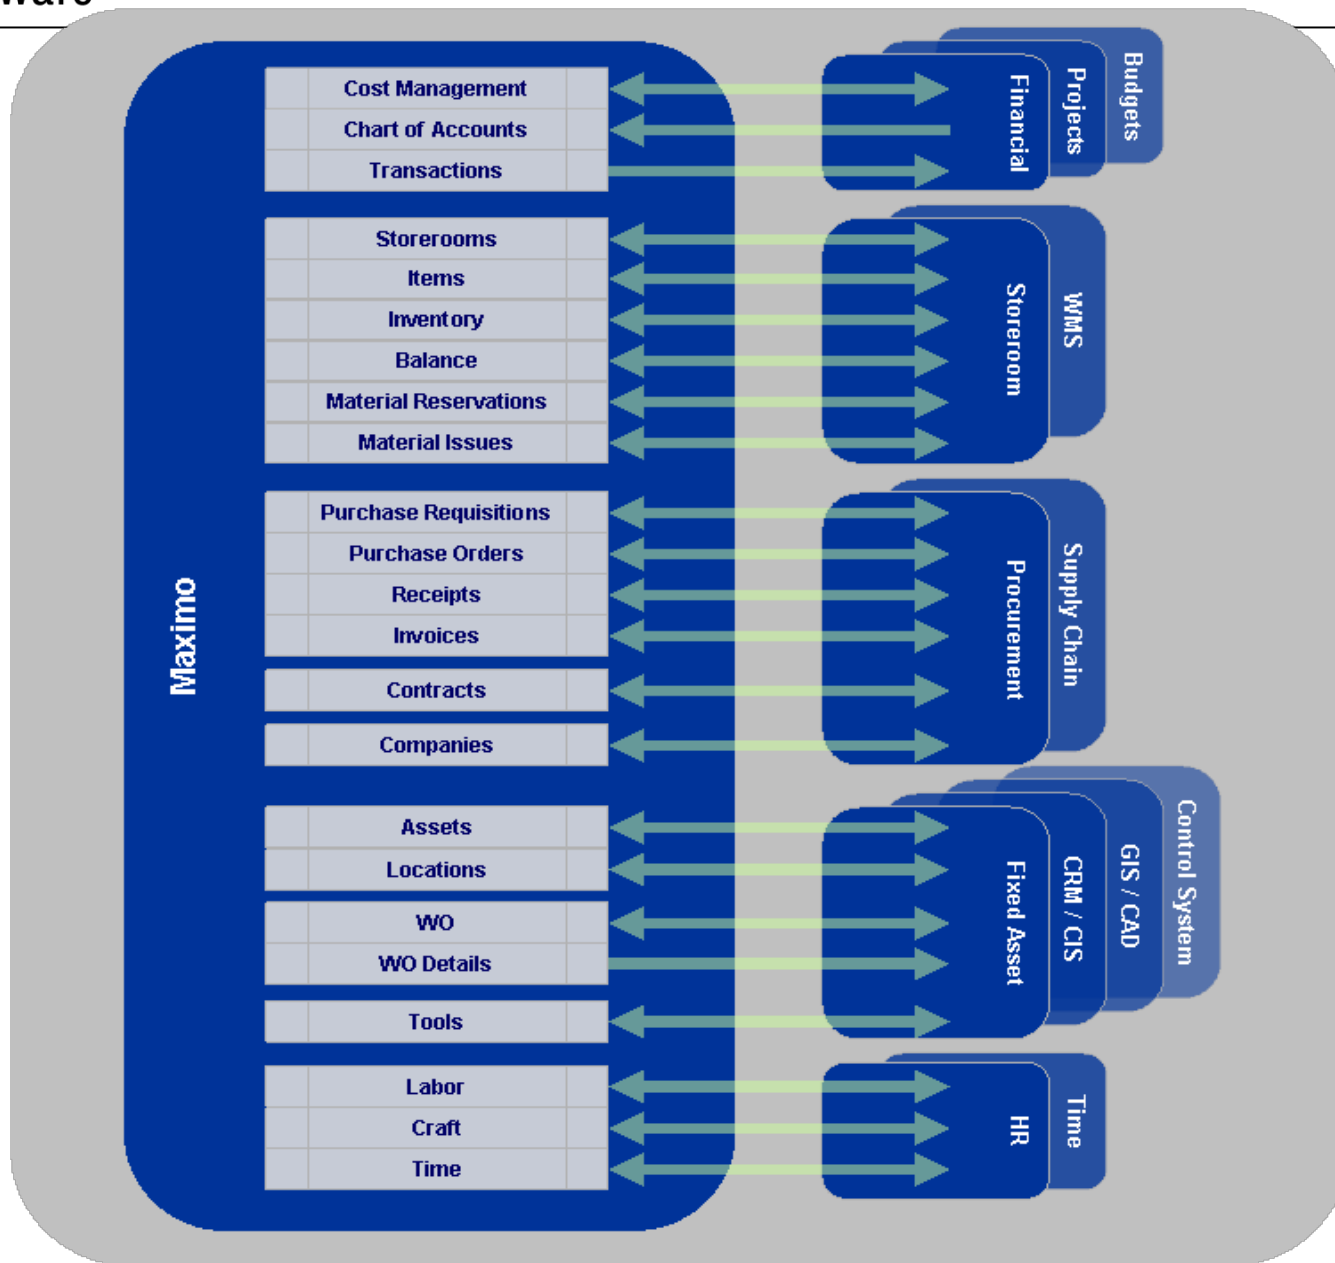 Cost Management
Chart of Accounts
Transactions
Financial
Projects
Budgets
Storerooms
Items
Inventory
Balance
Material Reservations
Material Issues
Storeroom
WMS
Maximo
Purchase Requisitions
Purchase Orders
Receipts
Invoices
Contracts
Companies
Procurement
Supply Chain
Assets
Locations
WO
WO Details
Tools
Fixed Asset
CRM / CIS
GIS / CAD
Control System
Labor
Craft
Time
HR
Time